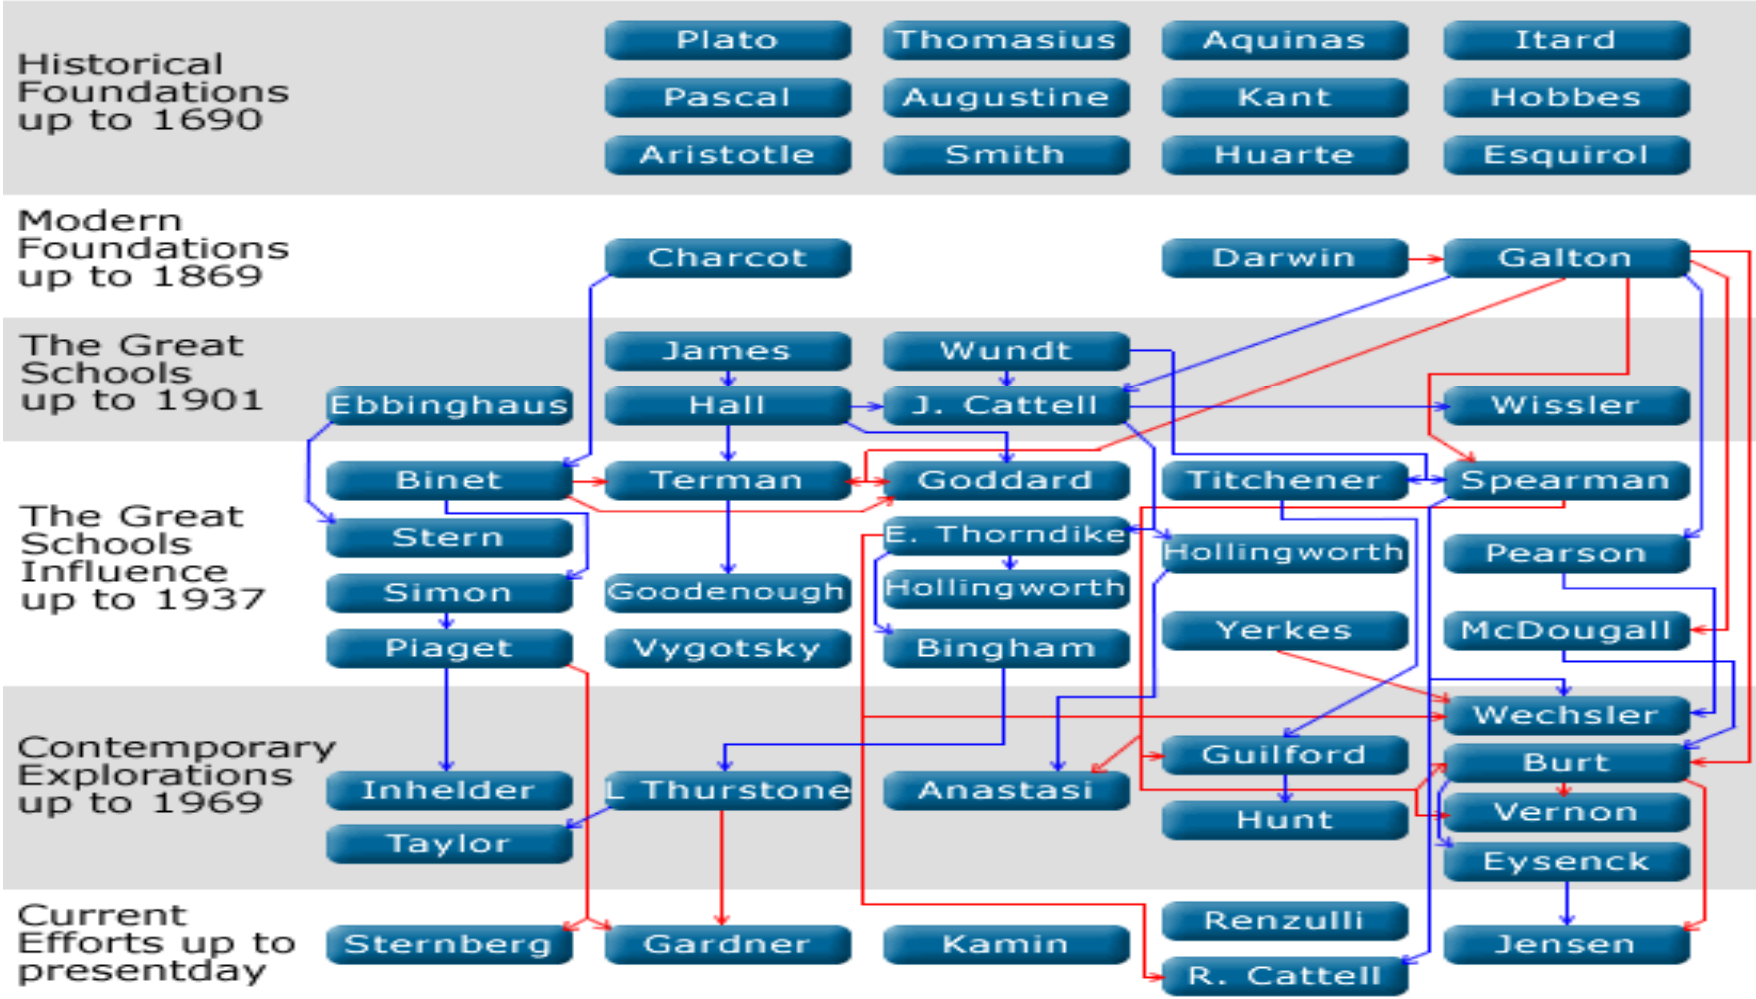 Historical
Foundations
up to 1690
Plato
Thomasius
Aquinas
Itard
Pascal
Augustine
Kant
Hobbes
Aristotle
Smith
Huarte
Esquirol
Modern
Foundations
up to 1869
Charcot
Darwin
Galton
The Great
Schools
up to 1901
James
Wundt
Ebbinghaus
Hall
J. Cattell
Wissler
The Great
Schools
Influence
up to 1937
Binet
Terman
Goddard
Titchener
Spearman
Stern
E. Thorndike
Hollingworth
Pearson
Simon
Goodenough
Hollingworth
Piaget
Vygotsky
Bingham
Yerkes
McDougall
Contemporary
Explorations
up to 1969
Wechsler
Guilford
Burt
Inhelder
L Thurstone
Anastasi
Hunt
Vernon
Taylor
Eysenck
Current
Efforts up to
presentday
Sternberg
Gardner
Kamin
Renzulli
R. Cattell
Jensen